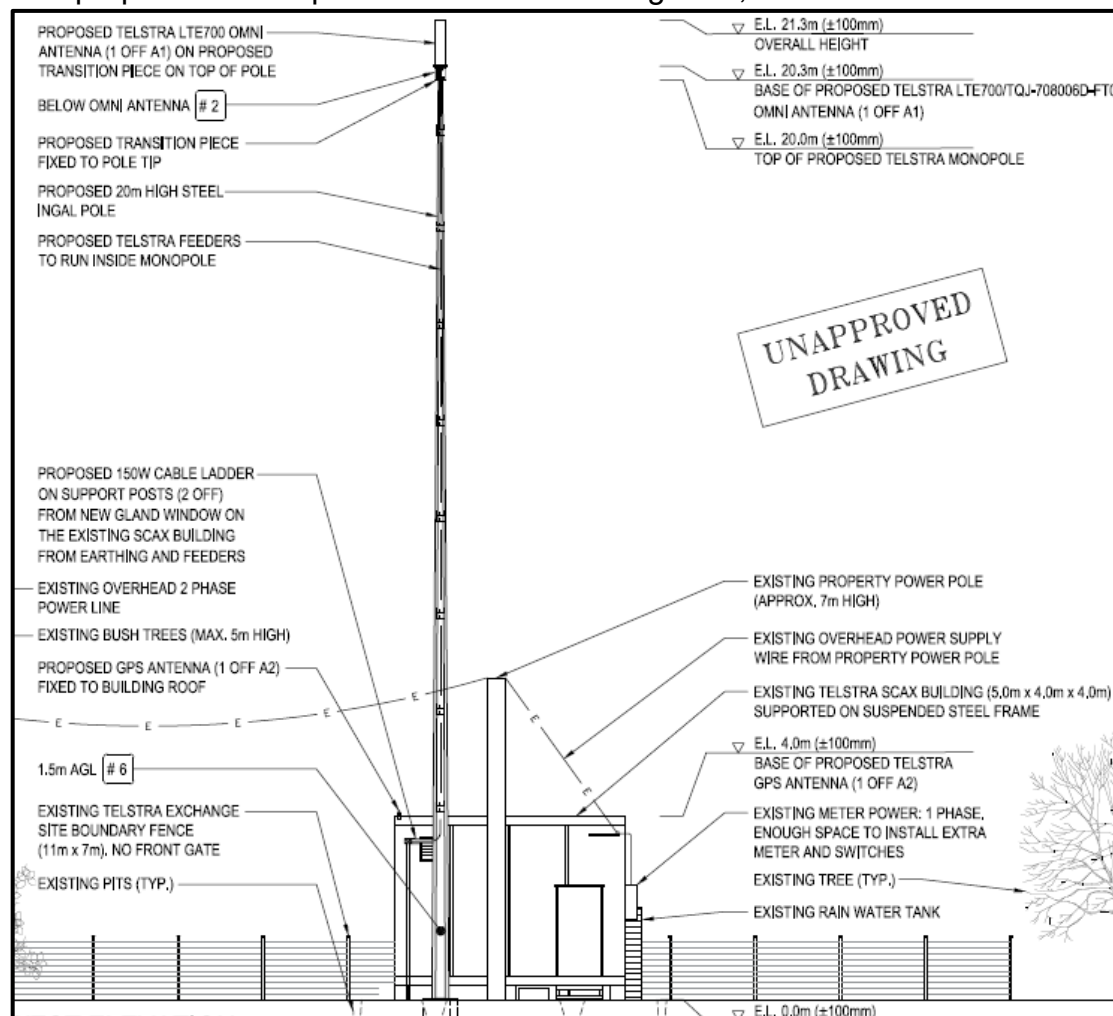 PROPOSED TELSTRA LTE700 OMNI
ANTENNA (1 OFF A1) ON PROPOSED
TRANSITION PIECE ON TOP OF POLE
BELOW OMNI ANTENNA # 2
PROPOSED TRANSITION PIECE
FIXED TO POLE TIP
PROPOSED 20m HIGH STEEL
INGAL POLE
PROPOSED TELSTRA FEEDERS
TO RUN INSIDE MONOPOLE
PROPOSED 150W CABLE LADDER
ON SUPPORT POSTS (2 OFF)
FROM NEW GLAND WINDOW ON
THE EXISTING SCAX BUILDING
FROM EARTHING AND FEEDERS
EXISTING OVERHEAD 2 PHASE
POWER LINE
EXISTING BUSH TREES (MAX. 5m HIGH)
PROPOSED GPS ANTENNA (1 OFF A2)
FIXED TO BUILDING ROOF
E E E E E
1.5m AGL # 6
EXISTING TELSTRA EXCHANGE
SITE BOUNDARY FENCE
(11m x 7m). NO FRONT GATE
EXISTING PITS (TYP.)
E.L. 21.3m (±100mm)
OVERALL HEIGHT
E.L. 20.3m (±100mm)
BASE OF PROPOSED TELSTRA LTE700/TQJ-708006D-FT0
OMNI ANTENNA (1 OFF A1)
E.L. 20.0m (±100mm)
TOP OF PROPOSED TELSTRA MONOPOLE
UNAPPROVED
DRAWING
EXISTING PROPERTY POWER POLE
(APPROX. 7m HIGH)
EXISTING OVERHEAD POWER SUPPLY
WIRE FROM PROPERTY POWER POLE
E
E
EXISTING TELSTRA SCAX BUILDING (5.0m x 4.0m x 4.0m)
SUPPORTED ON SUSPENDED STEEL FRAME
E.L. 4.0m (±100mm)
BASE OF PROPOSED TELSTRA
GPS ANTENNA (1 OFF A2)
EXISTING METER POWER: 1 PHASE,
ENOUGH SPACE TO INSTALL EXTRA
METER AND SWITCHES
EXISTING TREE (TYP.)
EXISTING RAIN WATER TANK
E.L. 0.0m (±100mm)